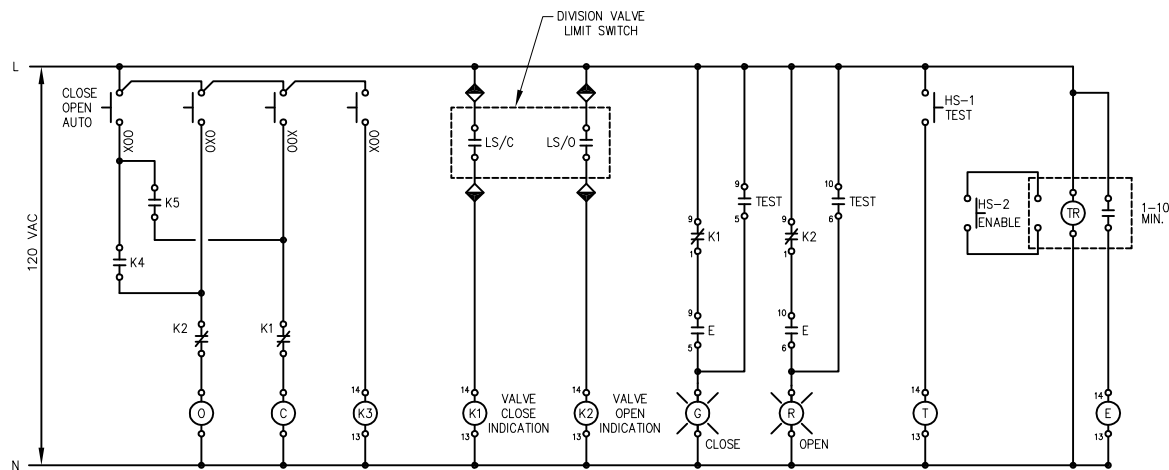 DIVISION VALVE
LIMIT SWITCH
L
CLOSE
OPEN
AUTO
XOO
OXO
OOX
XOO
LS/C
LS/O
HS-1
TEST
K5
K4
9
TEST
5
10
TEST
6
9
K1
1
9
K2
1
HS-2
ENABLE
TR
1-10
MIN.
120 VAC
K2
K1
9
E
5
10
E
6
O
C
14
K3
13
14
K1
13
VALVE
CLOSE
INDICATION
14
K2
13
VALVE
OPEN
INDICATION
G
CLOSE
R
OPEN
14
T
13
14
E
13
N